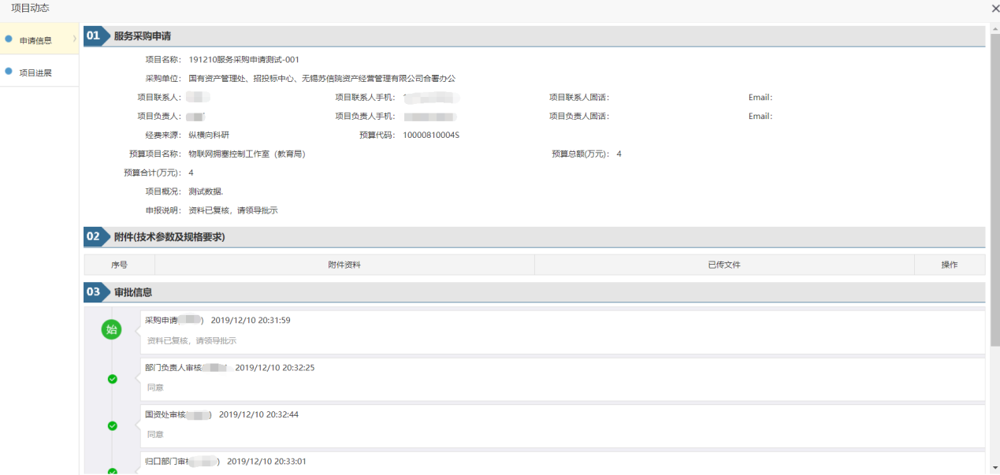 项目动态
申请信息
项目进展
01 服务采购申请
项目名称: 191210服务采购申请测试-001
采购单位: 国有资产管理处、招投标中心、无锡苏信院资产经营管理有限公司合署办公
项目联系人: 项目联系人手机: 项目联系人固话: Email:
项目负责人: 项目负责人手机: 项目负责人固话: Email:
经费来源: 纵横向科研 预算代码: 10000810004S
预算项目名称: 物联网拥塞控制工作室（教育局） 预算总额(万元): 4
预算合计(万元): 4
项目概况: 测试数据.
申报说明: 资料已复核，请领导批示
02 附件(技术参数及规格要求)
序号 附件资料 已传文件 操作
03 审批信息
始
采购申请 ) 2019/12/10 20:31:59
资料已复核，请领导批示
部门负责人审核 2019/12/10 20:32:25
同意
国资处审核 ) 2019/12/10 20:32:44
同意
归口部门审 ) 2019/12/10 20:33:01